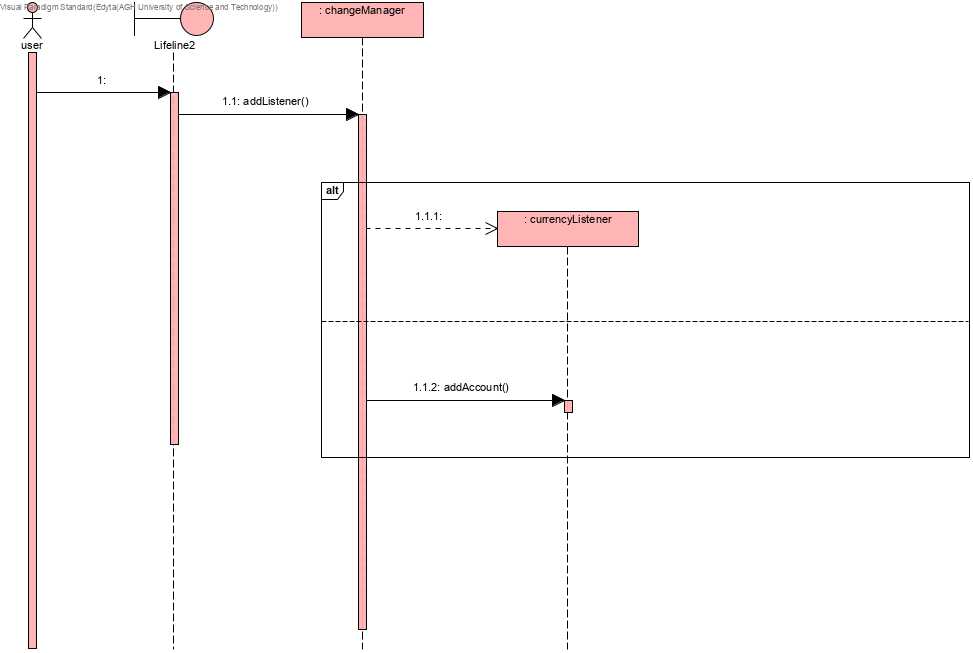 Visual Paradigm Standard(Edyta(AGH University of Science and Technology))
: changeManager
user
Lifeline2
1:
1.1: addListener()
alt
1.1.1:
: currencyListener
1.1.2: addAccount()